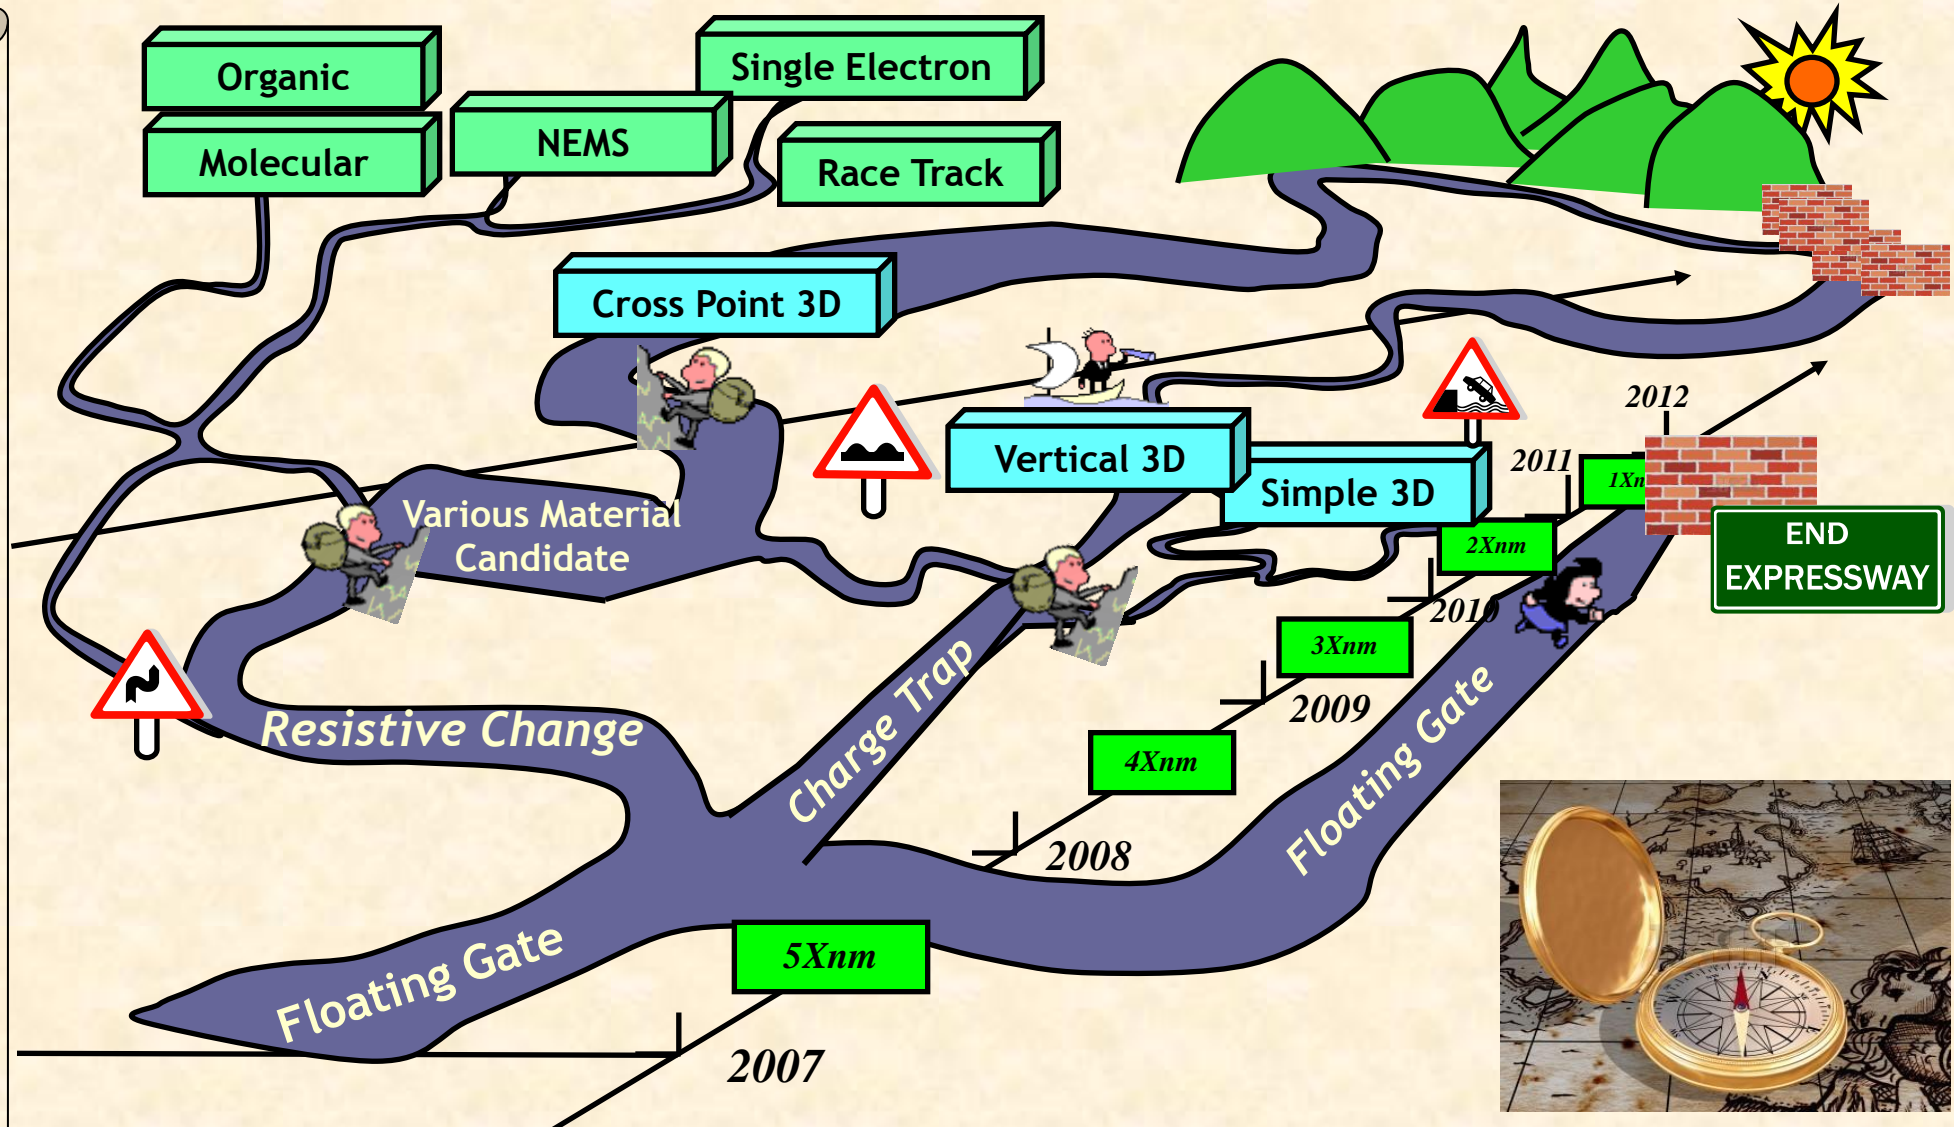 Organic
Molecular
NEMS
Single Electron
Race Track
Cross Point 3D
Vertical 3D
Simple 3D
Various Material
Candidate
Resistive Change
Charge Trap
Floating Gate
Floating Gate
2012
2011
2010
2009
2008
2007
1Xn
2Xnm
3Xnm
4Xnm
5Xnm
END
EXPRESSWAY